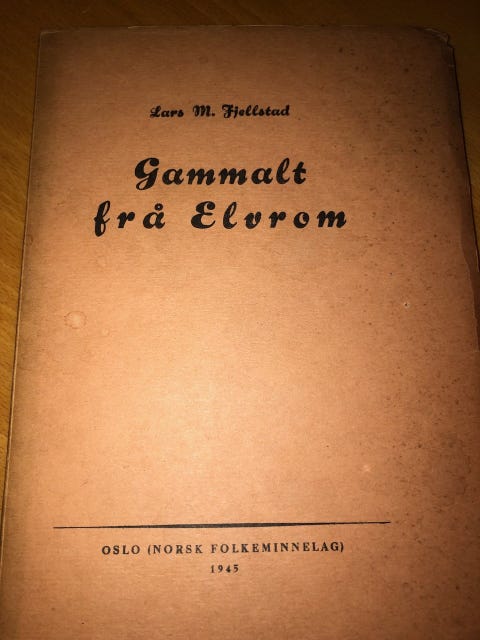 Lars M. Fjellstad
Gammalt
frå Elvrom
OSLO (NORSK FOLKEMINNELAG)
1945